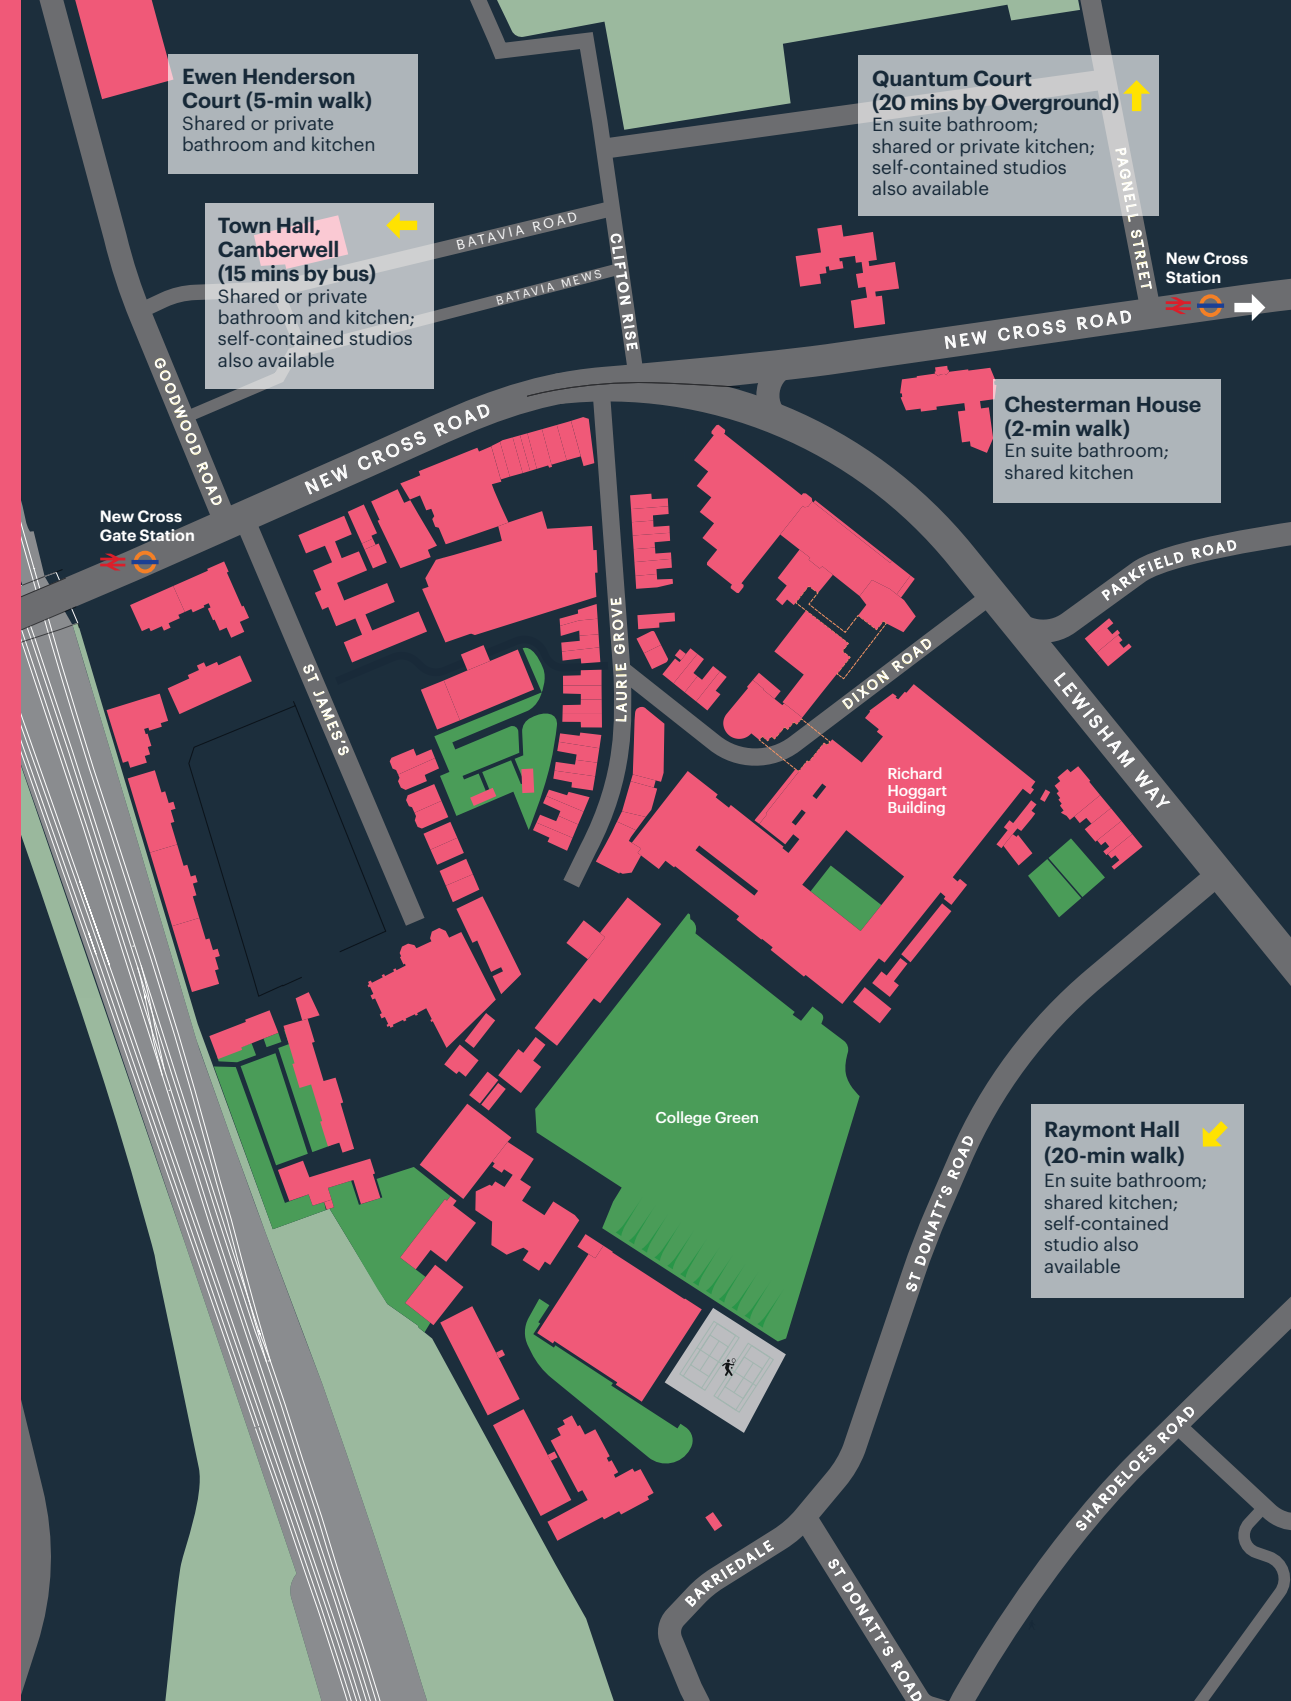 Ewen Henderson
Court (5-min walk)
Shared or private
bathroom and kitchen
Quantum Court
(20 mins by Overground)
En suite bathroom;
shared or private kitchen;
self-contained studios
also available
Town Hall,
Camberwell
(15 mins by bus)
Shared or private
bathroom and kitchen;
self-contained studios
also available
BATAVIA ROAD
BATAVIA MEWS
CLIFTON RISE
PAGNELL STREET
New Cross
Station
NEW CROSS ROAD
GOODWOOD ROAD
NEW CROSS ROAD
Chesterman House
(2-min walk)
En suite bathroom;
shared kitchen
New Cross
Gate Station
PARKFIELD ROAD
LAURIE GROVE
ST JAMES'S
DIXON ROAD
LEWISHAM WAY
Richard
Hoggart
Building
College Green
Raymont Hall
(20-min walk)
En suite bathroom;
shared kitchen;
self-contained
studio also
available
ST DONATT'S ROAD
SHARDELOES ROAD
BARRIEDALE
ST DONATT'S ROAD